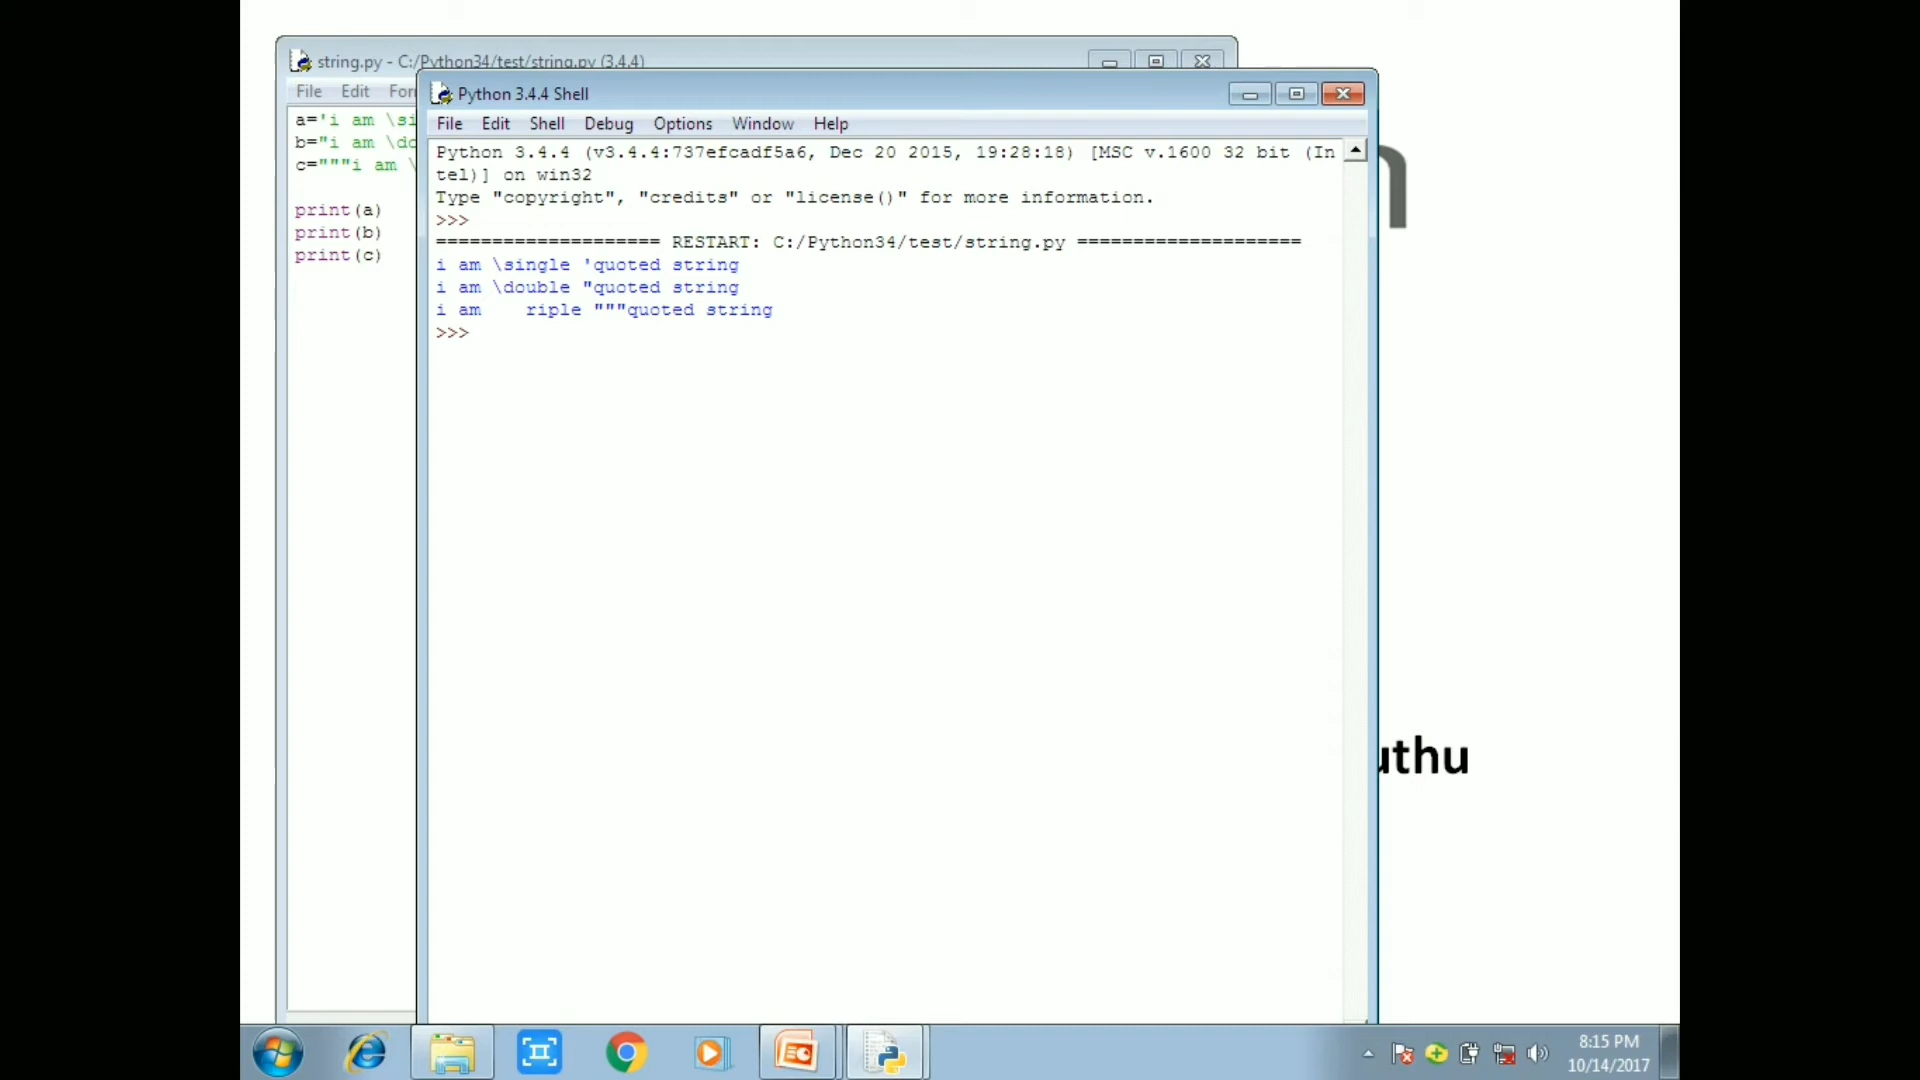 string.py - C:/Python34/test/string.py (3.4.4)
File Edit
a='i am \si
b="i am \do
c="""i am \
print(a)
print(b)
print(c)
Python 3.4.4 Shell
File Edit Shell Debug Options Window Help
Python 3.4.4 (v3.4.4:737efcadf5a6, Dec 20 2015, 19:28:18) [MSC v.1600 32 bit (In
tel)] on win32
Type "copyright", "credits" or "license()" for more information.
>>>
==================== RESTART: C:/Python34/test/string.py ====================
i am \single 'quoted string
i am \double "quoted string
i am    riple """quoted string
>>>
uthu
8:15 PM
10/14/2017